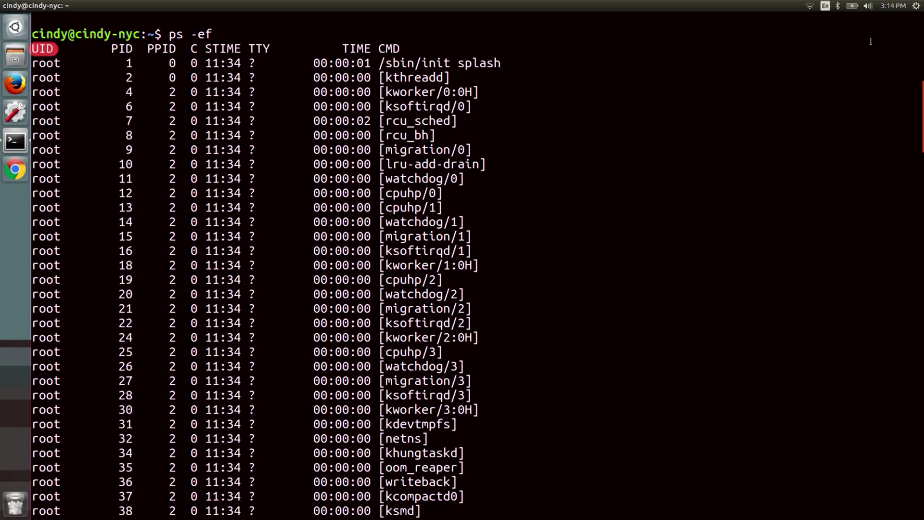 cindy@cindy-nyc: ~
En
3:14 PM
cindy@cindy-nyc:~$ ps -ef
UID PID PPID C STIME TTY TIME CMD
root 1 0 0 11:34 ? 00:00:01 /sbin/init splash
root 2 0 0 11:34 ? 00:00:00 [kthreadd]
root 4 2 0 11:34 ? 00:00:00 [kworker/0:0H]
root 6 2 0 11:34 ? 00:00:00 [ksoftirqd/0]
root 7 2 0 11:34 ? 00:00:02 [rcu_sched]
root 8 2 0 11:34 ? 00:00:00 [rcu_bh]
root 9 2 0 11:34 ? 00:00:00 [migration/0]
root 10 2 0 11:34 ? 00:00:00 [lru-add-drain]
root 11 2 0 11:34 ? 00:00:00 [watchdog/0]
root 12 2 0 11:34 ? 00:00:00 [cpuhp/0]
root 13 2 0 11:34 ? 00:00:00 [cpuhp/1]
root 14 2 0 11:34 ? 00:00:00 [watchdog/1]
root 15 2 0 11:34 ? 00:00:00 [migration/1]
root 16 2 0 11:34 ? 00:00:00 [ksoftirqd/1]
root 18 2 0 11:34 ? 00:00:00 [kworker/1:0H]
root 19 2 0 11:34 ? 00:00:00 [cpuhp/2]
root 20 2 0 11:34 ? 00:00:00 [watchdog/2]
root 21 2 0 11:34 ? 00:00:00 [migration/2]
root 22 2 0 11:34 ? 00:00:00 [ksoftirqd/2]
root 24 2 0 11:34 ? 00:00:00 [kworker/2:0H]
root 25 2 0 11:34 ? 00:00:00 [cpuhp/3]
root 26 2 0 11:34 ? 00:00:00 [watchdog/3]
root 27 2 0 11:34 ? 00:00:00 [migration/3]
root 28 2 0 11:34 ? 00:00:00 [ksoftirqd/3]
root 30 2 0 11:34 ? 00:00:00 [kworker/3:0H]
root 31 2 0 11:34 ? 00:00:00 [kdevtmpfs]
root 32 2 0 11:34 ? 00:00:00 [netns]
root 34 2 0 11:34 ? 00:00:00 [khungtaskd]
root 35 2 0 11:34 ? 00:00:00 [oom_reaper]
root 36 2 0 11:34 ? 00:00:00 [writeback]
root 37 2 0 11:34 ? 00:00:00 [kcompactd0]
root 38 2 0 11:34 ? 00:00:00 [ksmd]